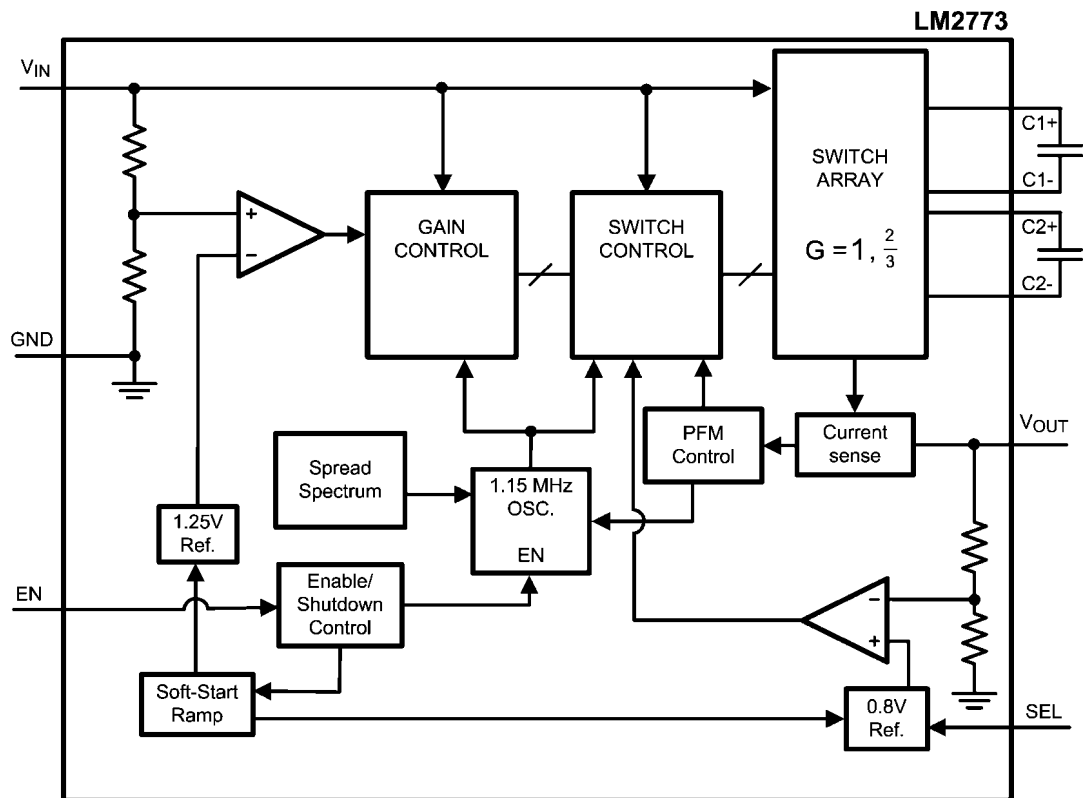 LM2773
VIN
C1+
C1-
C2+
C2-
SWITCH
ARRAY
G = 1, 2/3
GAIN
CONTROL
SWITCH
CONTROL
+
−
GND
VOUT
PFM
Control
Current
sense
Spread
Spectrum
1.15 MHz
OSC.
EN
1.25V
Ref.
EN
Enable/
Shutdown
Control
−
+
Soft-Start
Ramp
0.8V
Ref.
SEL